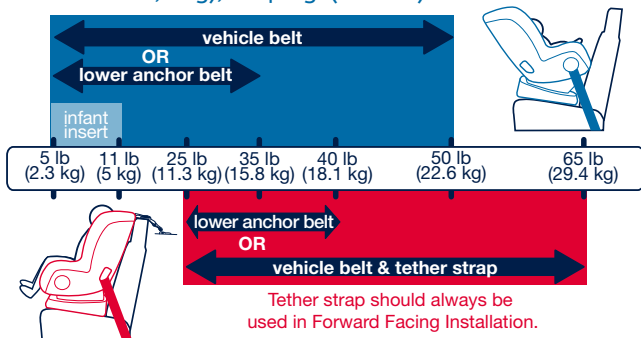 vehicle belt
OR
lower anchor belt
infant
insert
5 lb 11 lb 25 lb 35 lb 40 lb 50 lb 65 lb
(2.3 kg) (5 kg) (11.3 kg) (15.8 kg) (18.1 kg) (22.6 kg) (29.4 kg)
lower anchor belt
OR
vehicle belt & tether strap
Tether strap should always be
used in Forward Facing Installation.